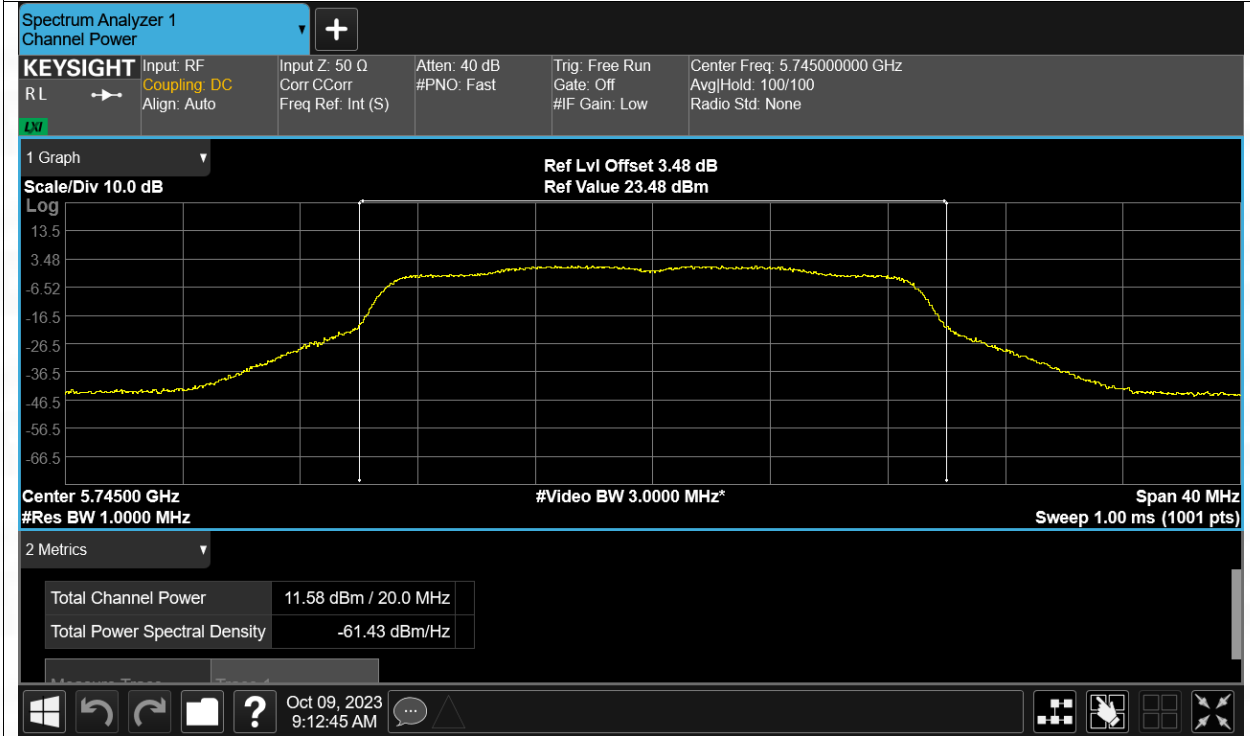 Spectrum Analyzer 1
Channel Power
KEYSIGHT
R L
LXI
Input: RF
Coupling: DC
Align: Auto
Input Z: 50 Ω
Corr CCorr
Freq Ref: Int (S)
Atten: 40 dB
#PNO: Fast
Trig: Free Run
Gate: Off
#IF Gain: Low
Center Freq: 5.745000000 GHz
Avg|Hold: 100/100
Radio Std: None
1 Graph
Scale/Div 10.0 dB
Ref Lvl Offset 3.48 dB
Ref Value 23.48 dBm
Log
13.5
3.48
-6.52
-16.5
-26.5
-36.5
-46.5
-56.5
-66.5
Center 5.74500 GHz
#Video BW 3.0000 MHz*
Span 40 MHz
#Res BW 1.0000 MHz
Sweep 1.00 ms (1001 pts)
2 Metrics
Total Channel Power 11.58 dBm / 20.0 MHz
Total Power Spectral Density -61.43 dBm/Hz
Measure Trace Trace 1
?
Oct 09, 2023
9:12:45 AM